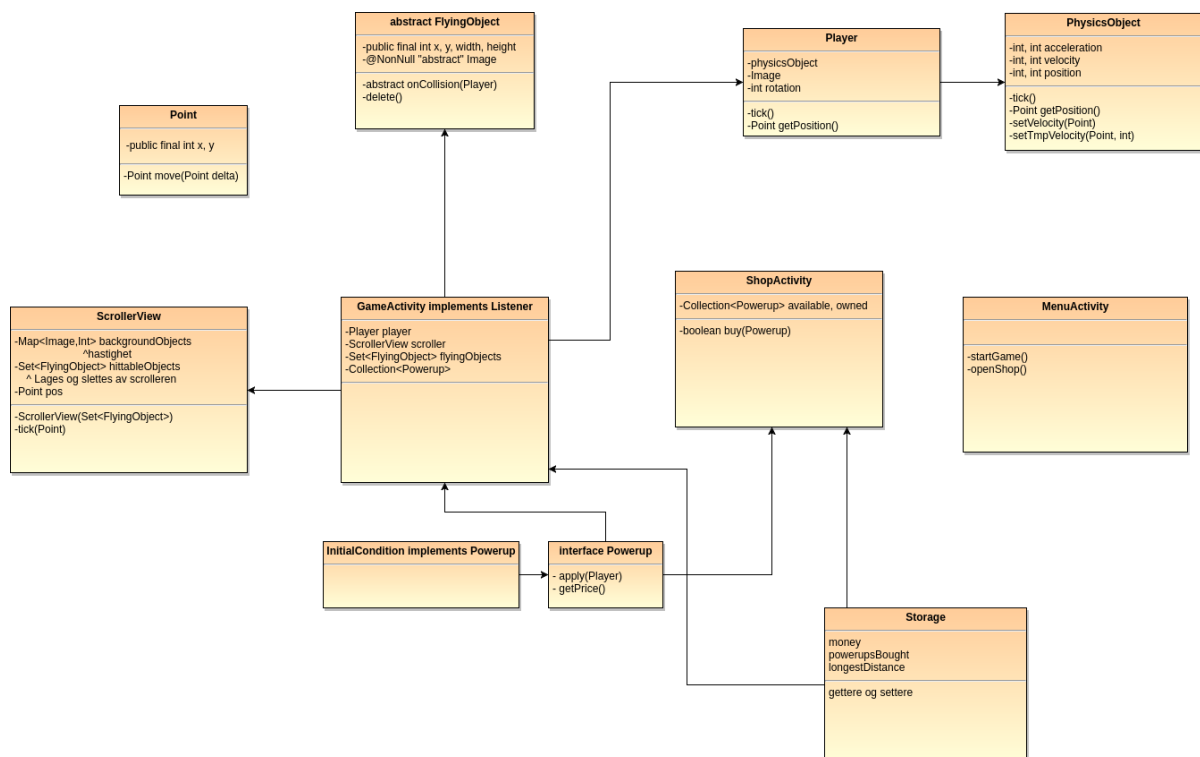 abstract FlyingObject
-public final int x, y, width, height
-@NonNull "abstract" Image
-abstract onCollision(Player)
-delete()
Player
-physicsObject
-Image
-int rotation
-tick()
-Point getPosition()
PhysicsObject
-int, int acceleration
-int, int velocity
-int, int position
-tick()
-Point getPosition()
-setVelocity(Point)
-setTmpVelocity(Point, int)
Point
-public final int x, y
-Point move(Point delta)
ScrollerView
-Map<Image,Int> backgroundObjects
^hastighet
-Set<FlyingObject> hittableObjects
^ Lages og slettes av scrolleren
-Point pos
-ScrollerView(Set<FlyingObject>)
-tick(Point)
GameActivity implements Listener
-Player player
-ScrollerView scroller
-Set<FlyingObject> flyingObjects
-Collection<Powerup>
ShopActivity
-Collection<Powerup> available, owned
-boolean buy(Powerup)
MenuActivity
-startGame()
-openShop()
InitialCondition implements Powerup
interface Powerup
- apply(Player)
- getPrice()
Storage
money
powerupsBought
longestDistance
gettere og settere